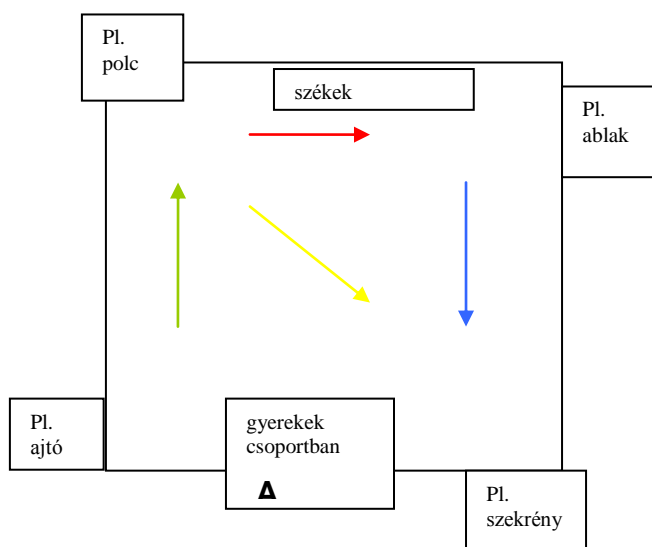 Pl.
polc
székek
Pl.
ablak
Pl.
ajtó
gyerekek
csoportban
Δ
Pl.
szekrény